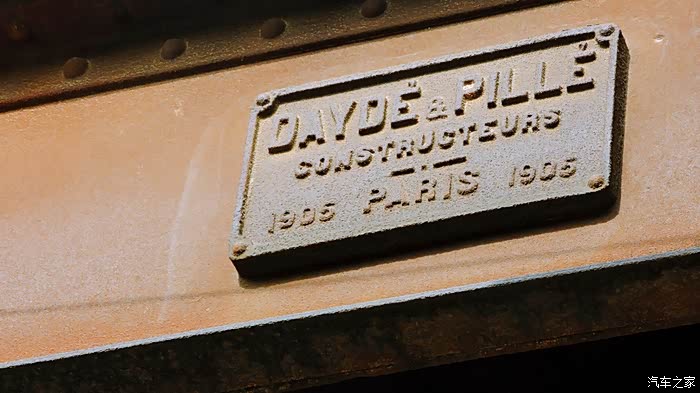 DAYDÉ & PILLÉ
CONSTRUCTEURS
1905 PARIS 1905
汽车之家